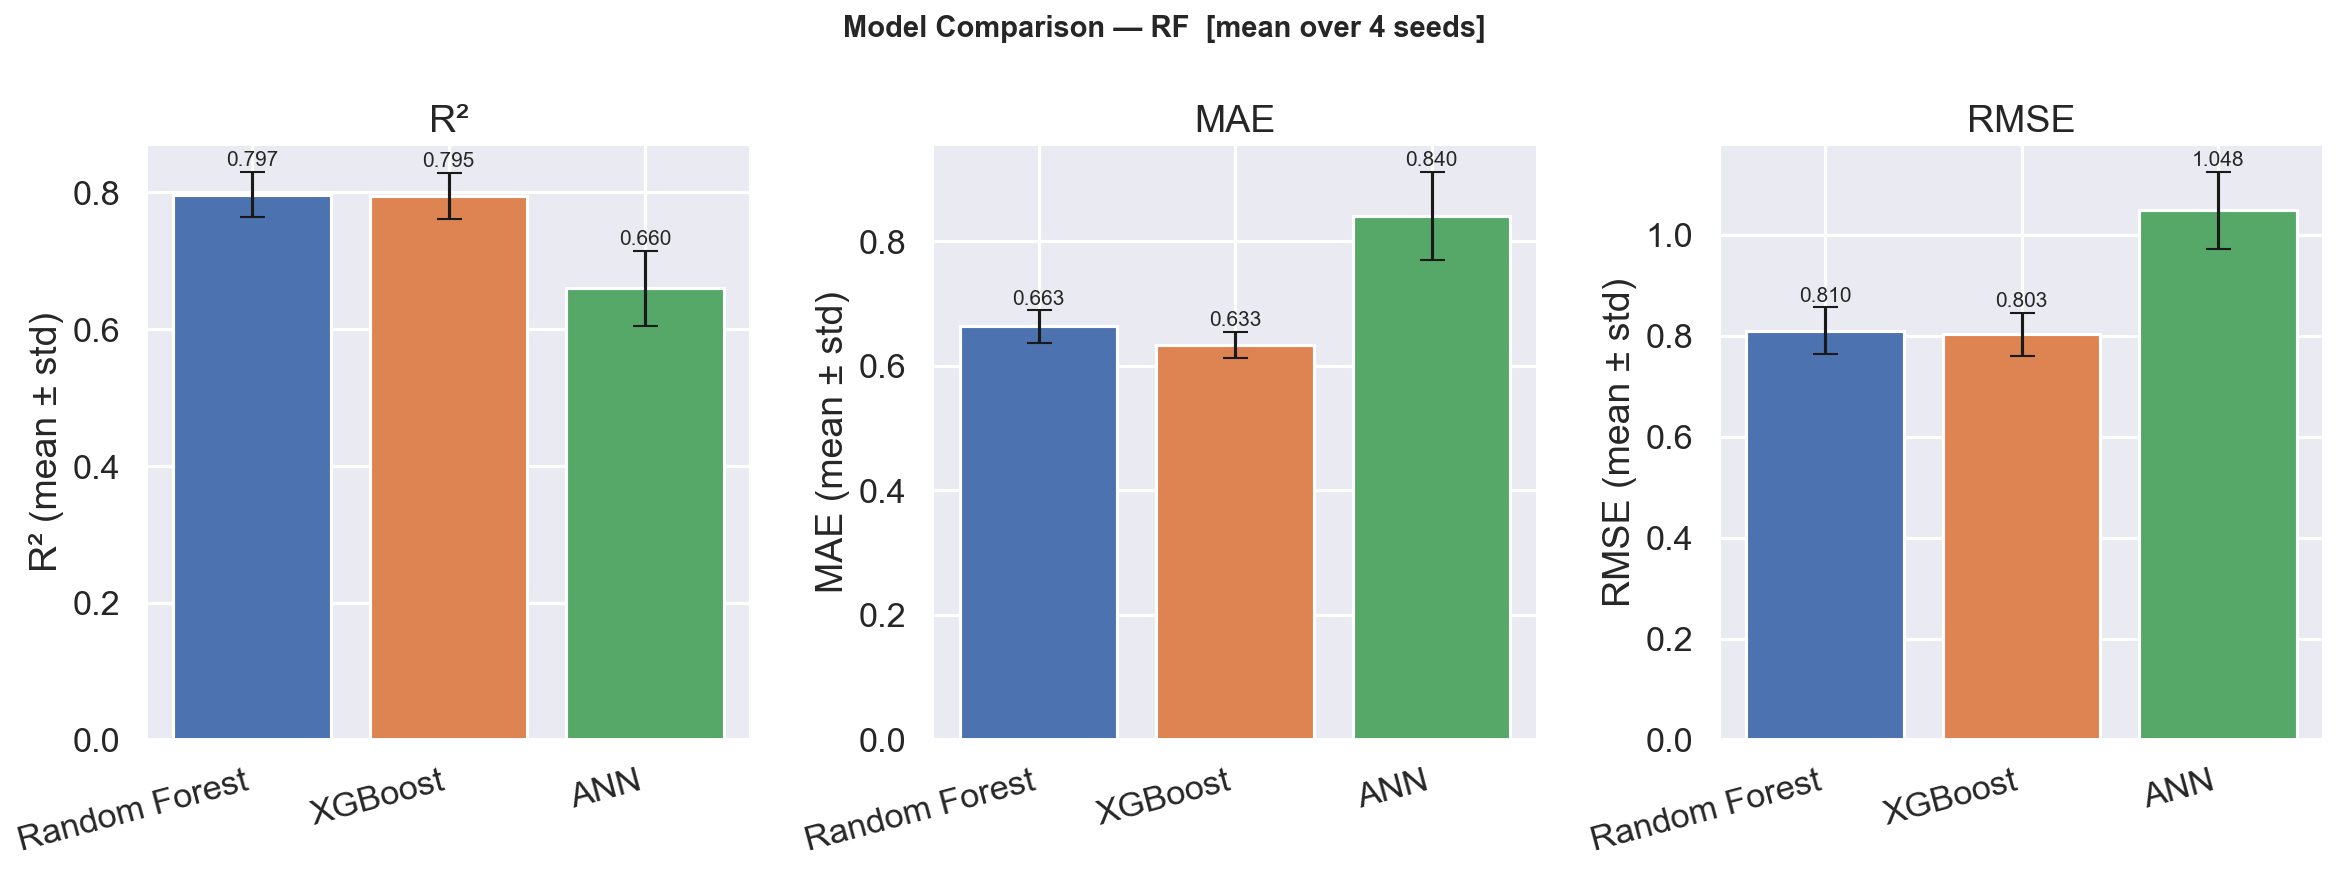 Model Comparison — RF  [mean over 4 seeds]
R²
R² (mean ± std)
0.8
0.6
0.4
0.2
0.0
0.797
0.795
0.660
Random Forest
XGBoost
ANN
MAE
MAE (mean ± std)
0.8
0.6
0.4
0.2
0.0
0.663
0.633
0.840
Random Forest
XGBoost
ANN
RMSE
RMSE (mean ± std)
1.0
0.8
0.6
0.4
0.2
0.0
0.810
0.803
1.048
Random Forest
XGBoost
ANN